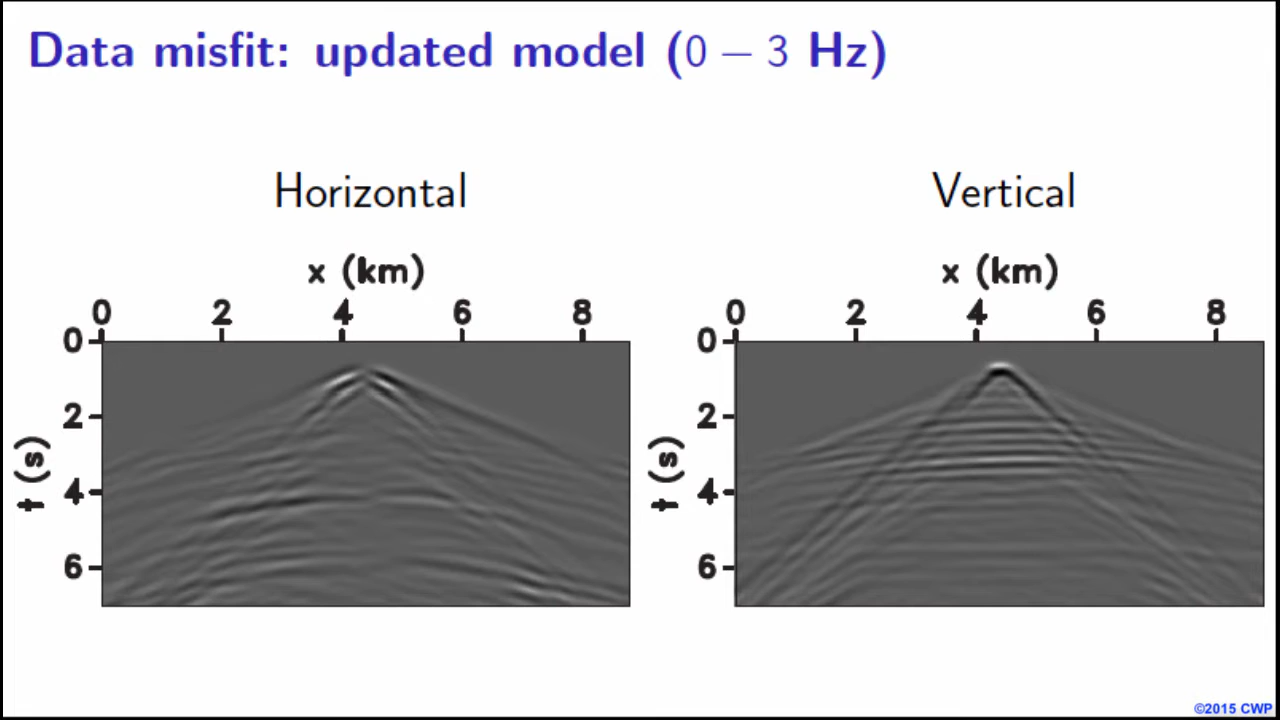 Data misfit: updated model (0 – 3 Hz)
Horizontal
Vertical
x (km)
x (km)
0 2 4 6 8
0 2 4 6 8
0
2
4
6
t (s)
0
2
4
6
t (s)
©2015 CWP